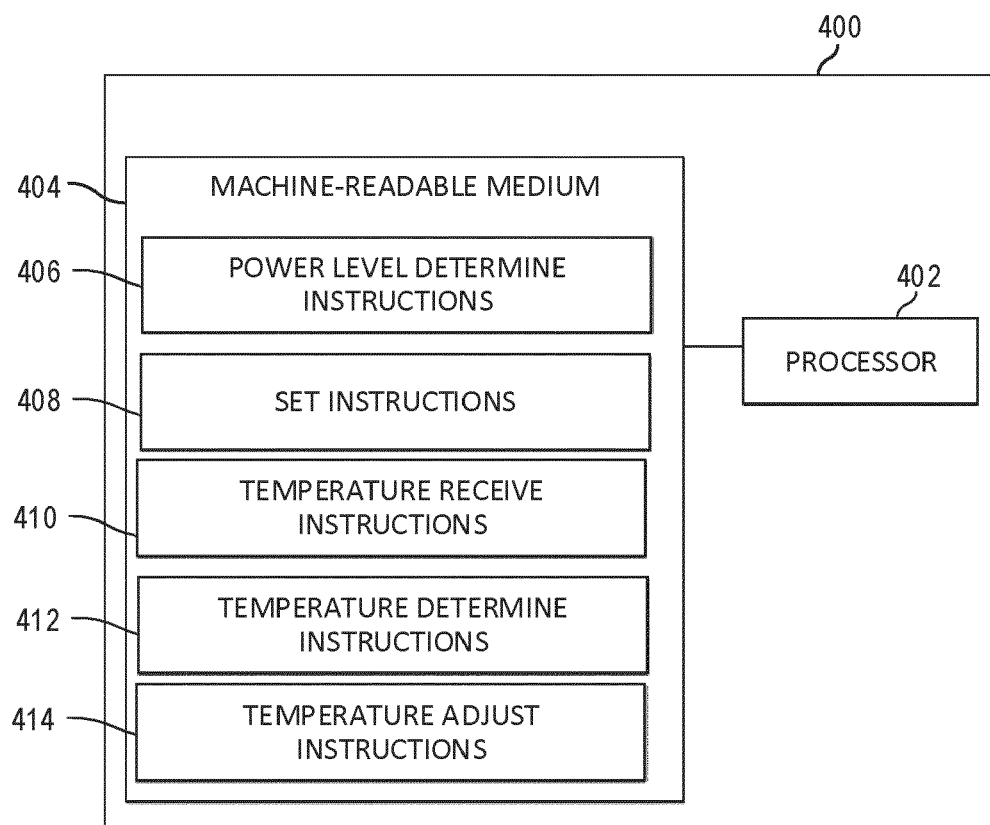 400
404
MACHINE-READABLE MEDIUM
406
POWER LEVEL DETERMINE
INSTRUCTIONS
402
PROCESSOR
408
SET INSTRUCTIONS
410
TEMPERATURE RECEIVE
INSTRUCTIONS
412
TEMPERATURE DETERMINE
INSTRUCTIONS
414
TEMPERATURE ADJUST
INSTRUCTIONS